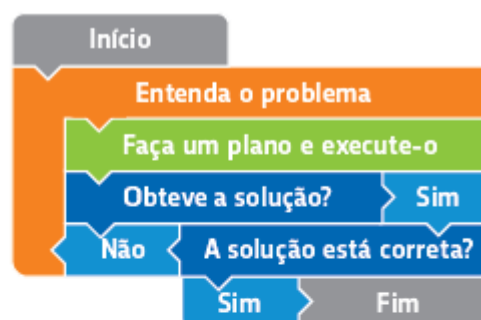 Início
Entenda o problema
Faça um plano e execute-o
Obteve a solução? Sim
Não A solução está correta?
Sim Fim